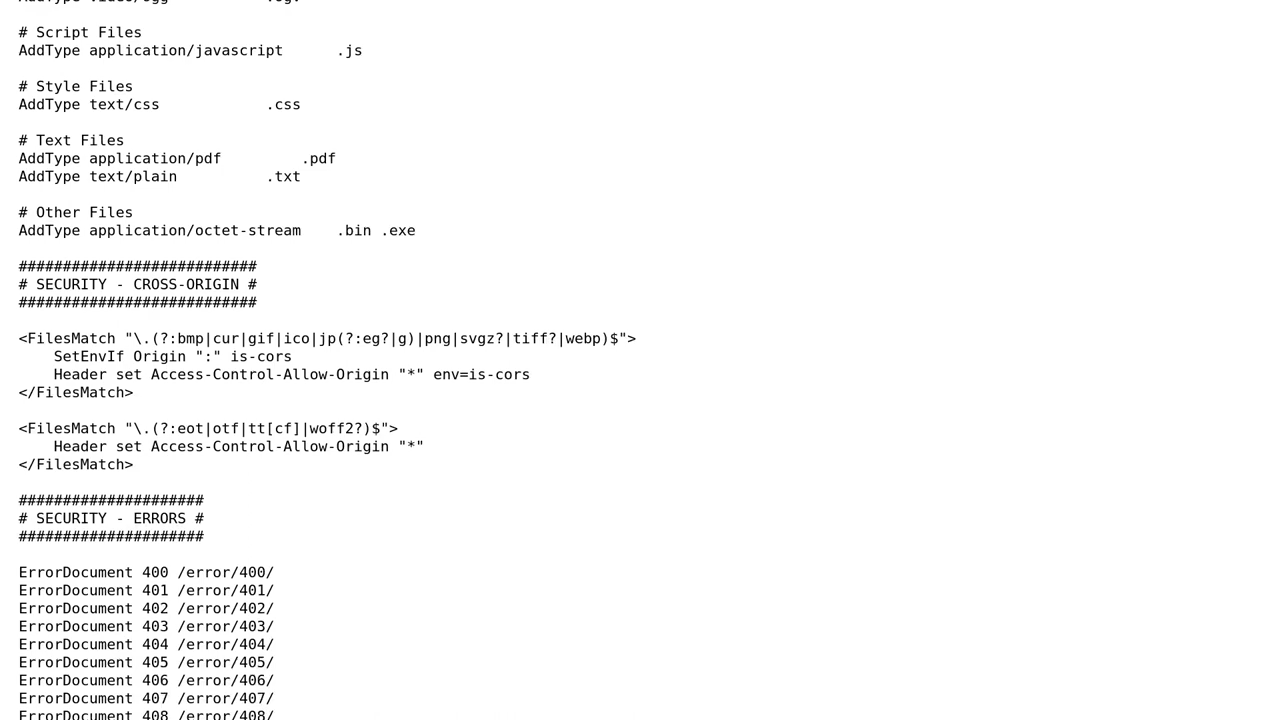 # Script Files
AddType application/javascript      .js
# Style Files
AddType text/css            .css
# Text Files
AddType application/pdf         .pdf
AddType text/plain          .txt
# Other Files
AddType application/octet-stream    .bin .exe
###########################
# SECURITY - CROSS-ORIGIN #
###########################
<FilesMatch "\.(?:bmp|cur|gif|ico|jp(?:eg?|g)|png|svgz?|tiff?|webp)$">
    SetEnvIf Origin ":" is-cors
    Header set Access-Control-Allow-Origin "*" env=is-cors
</FilesMatch>
<FilesMatch "\.(?:eot|otf|tt[cf]|woff2?)$">
    Header set Access-Control-Allow-Origin "*"
</FilesMatch>
#####################
# SECURITY - ERRORS #
#####################
ErrorDocument 400 /error/400/
ErrorDocument 401 /error/401/
ErrorDocument 402 /error/402/
ErrorDocument 403 /error/403/
ErrorDocument 404 /error/404/
ErrorDocument 405 /error/405/
ErrorDocument 406 /error/406/
ErrorDocument 407 /error/407/
ErrorDocument 408 /error/408/